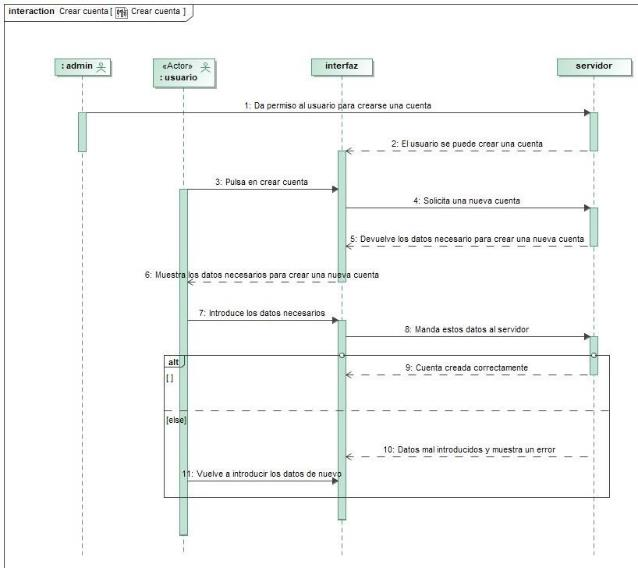 interaction Crear cuenta[ Crear cuenta ]
: admin
«Actor»
: usuario
interfaz
servidor
1: Da permiso al usuario para crearse una cuenta
2: El usuario se puede crear una cuenta
3: Pulsa en crear cuenta
4: Solicita una nueva cuenta
5: Devuelve los datos necesario para crear una nueva cuenta
6: Muestra los datos necesarios para crear una nueva cuenta
7: Introduce los datos necesarios
8: Manda estos datos al servidor
alt
9: Cuenta creada correctamente
[ ]
[else]
10: Datos mal introducidos y muestra un error
11: Vuelve a introducir los datos de nuevo